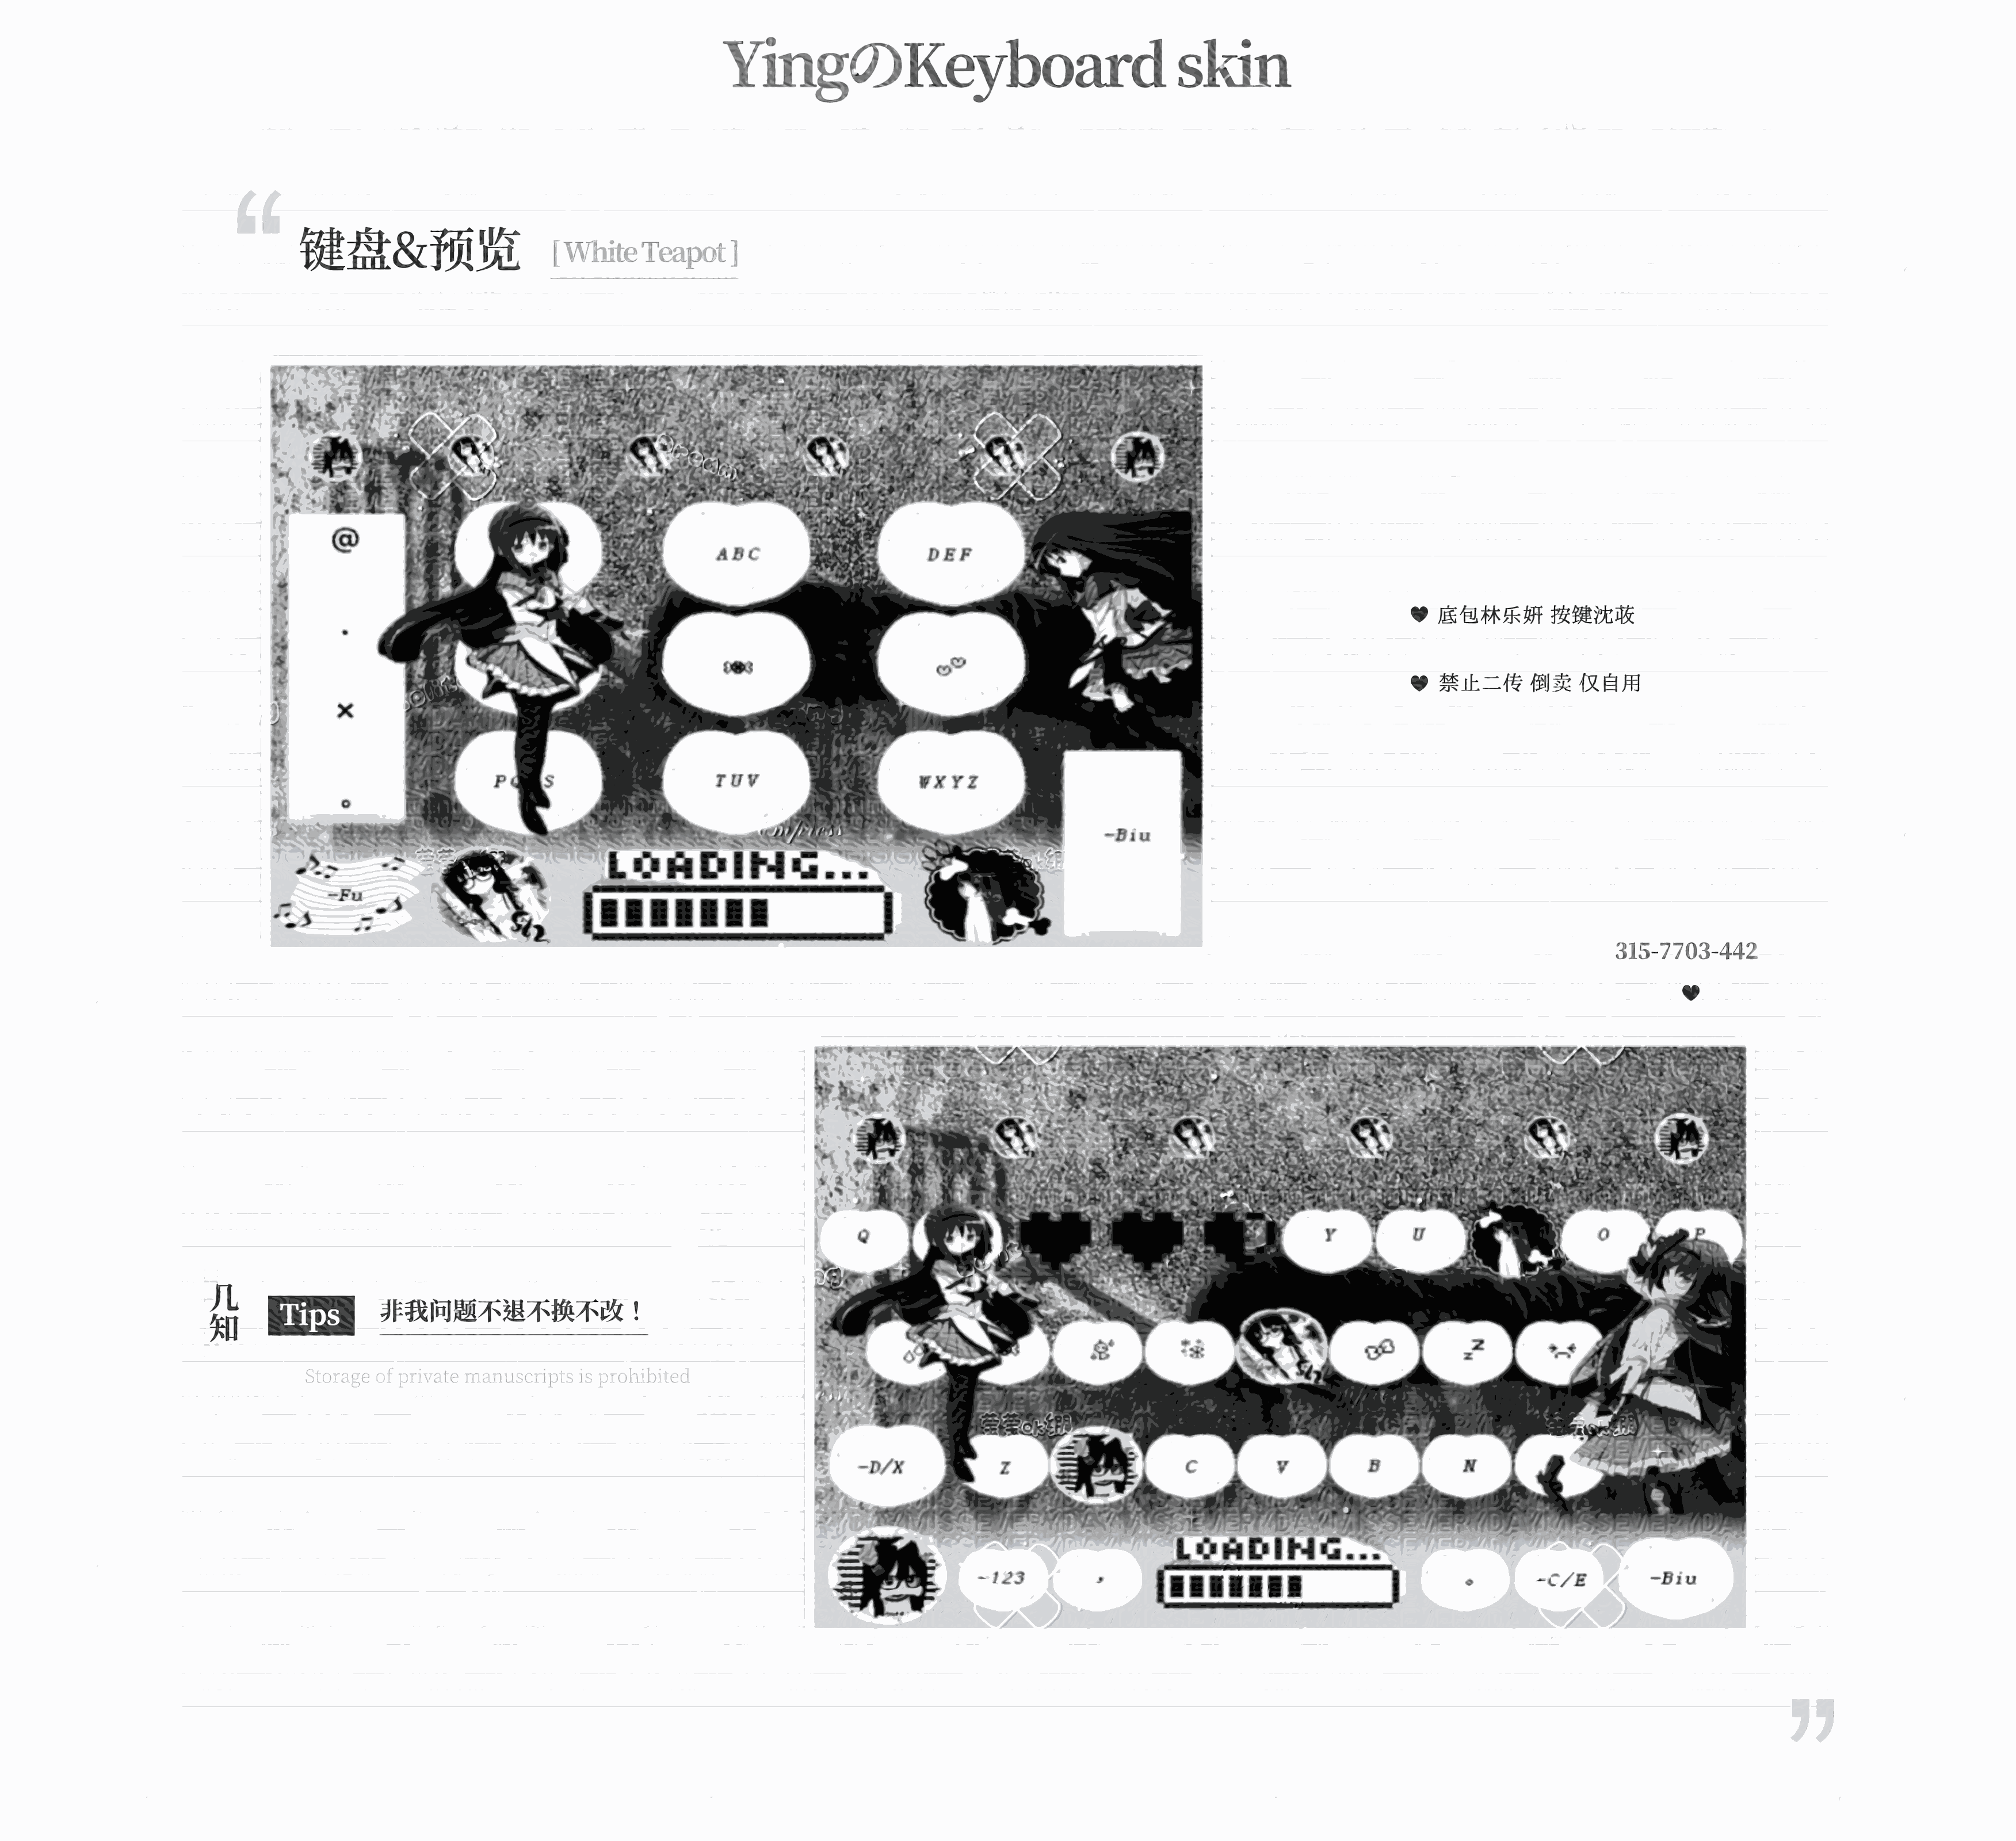 YingのKeyboard skin
键盘&预览 [ White Teapot ]
@
ABC
DEF
TUV
WXYZ
-Biu
-Fu
LOADING...
empress
底包林乐妍 按键沈荍
禁止二传 倒卖 仅自用
315-7703-442
几知
Tips
非我问题不退不换不改！
Storage of private manuscripts is prohibited
Q
Y
U
O
P
z z
-D/X
Z
C
V
B
N
LOADING...
-123
,
。
-C/E
-Biu